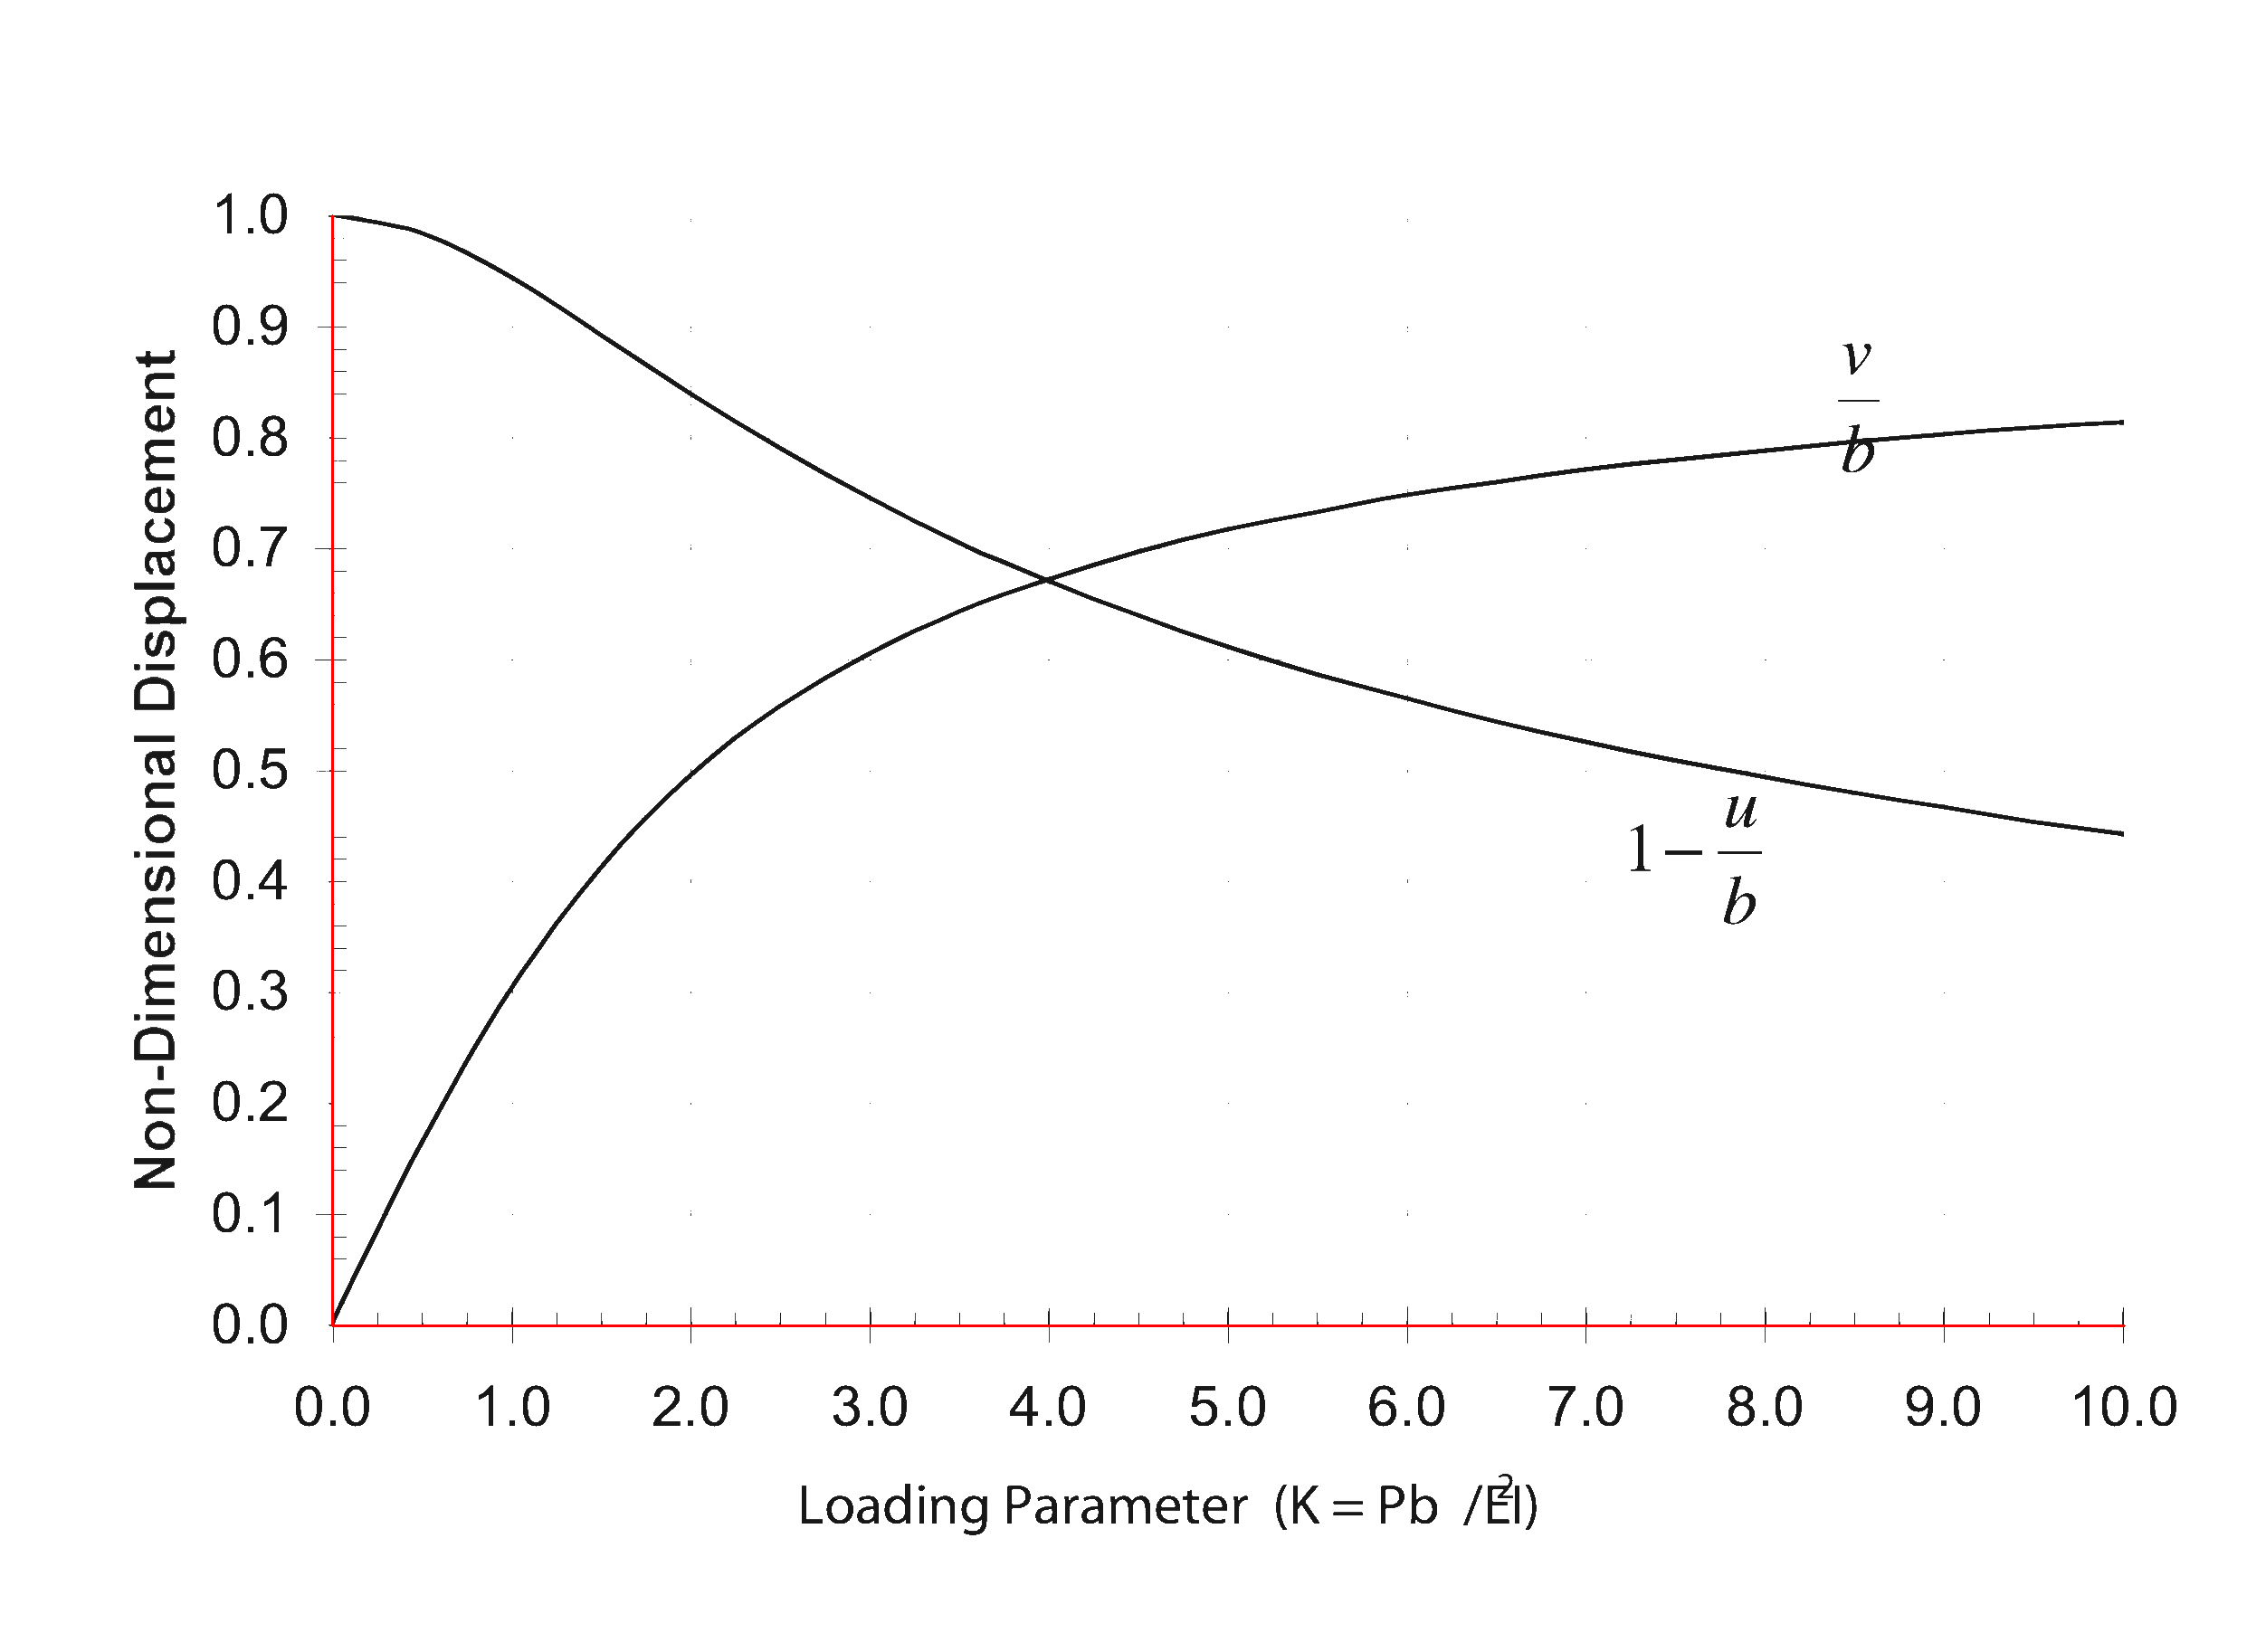 Non-Dimensional Displacement
1.0
0.9
0.8
0.7
0.6
0.5
0.4
0.3
0.2
0.1
0.0
v
b
1 − u
b
0.0 1.0 2.0 3.0 4.0 5.0 6.0 7.0 8.0 9.0 10.0
Loading Parameter (K = Pb²/EI)